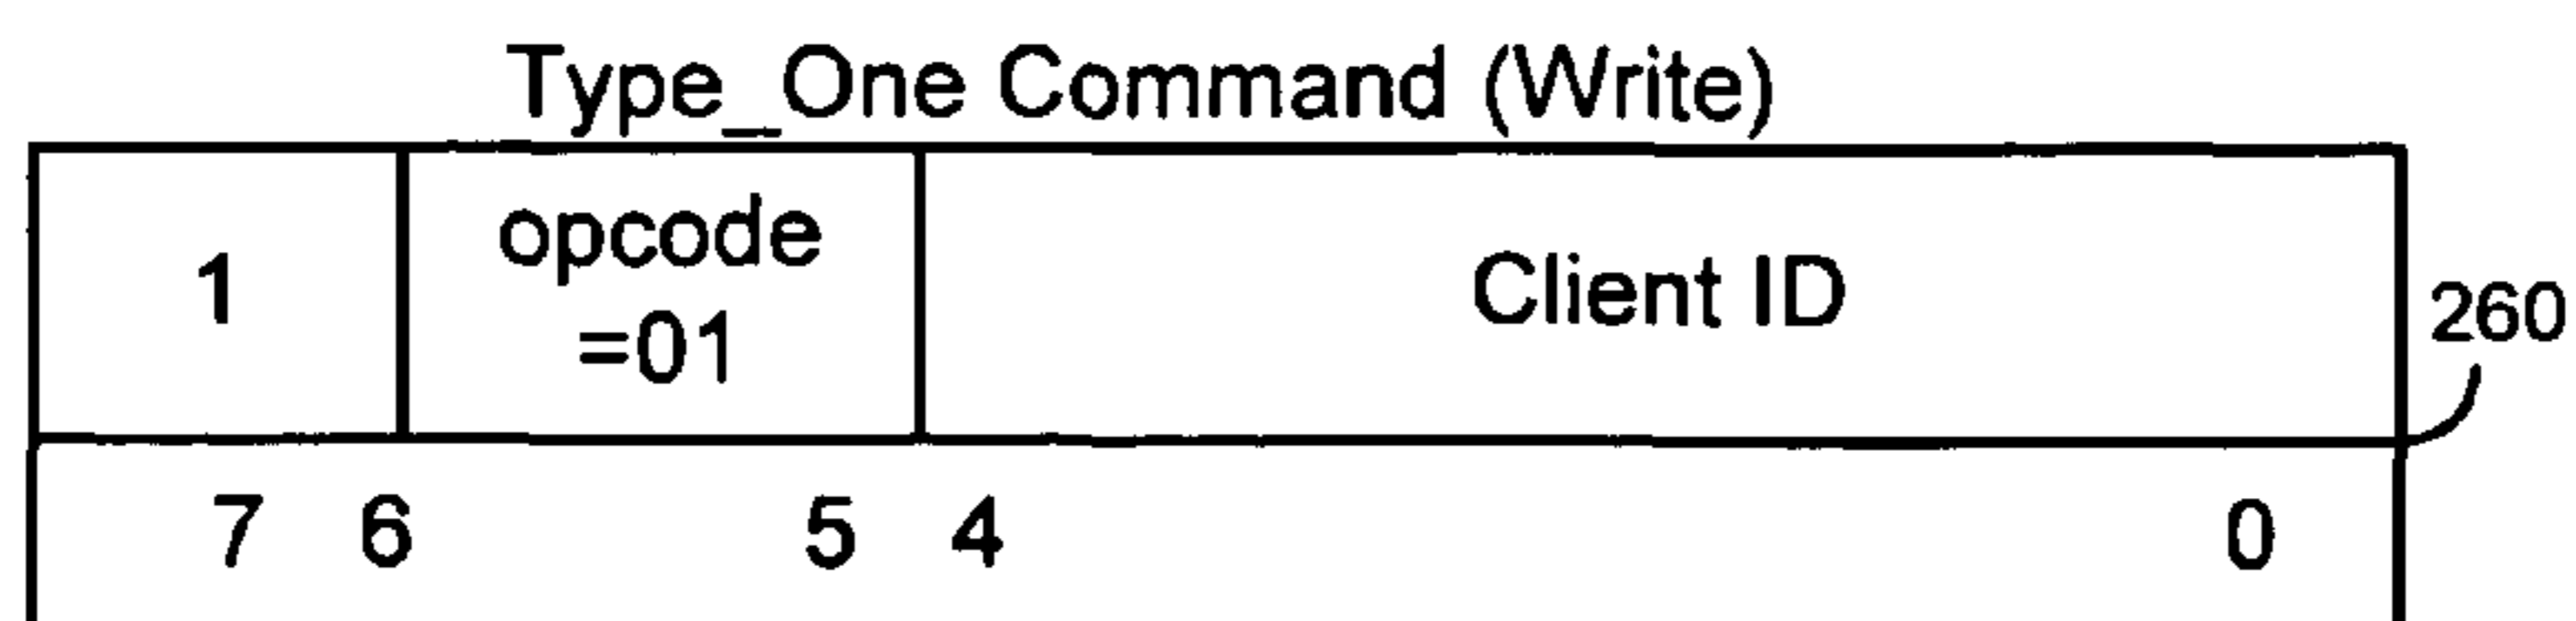 Type_One Command (Write)
1
opcode
=01
Client ID
260
7 6 5 4 0